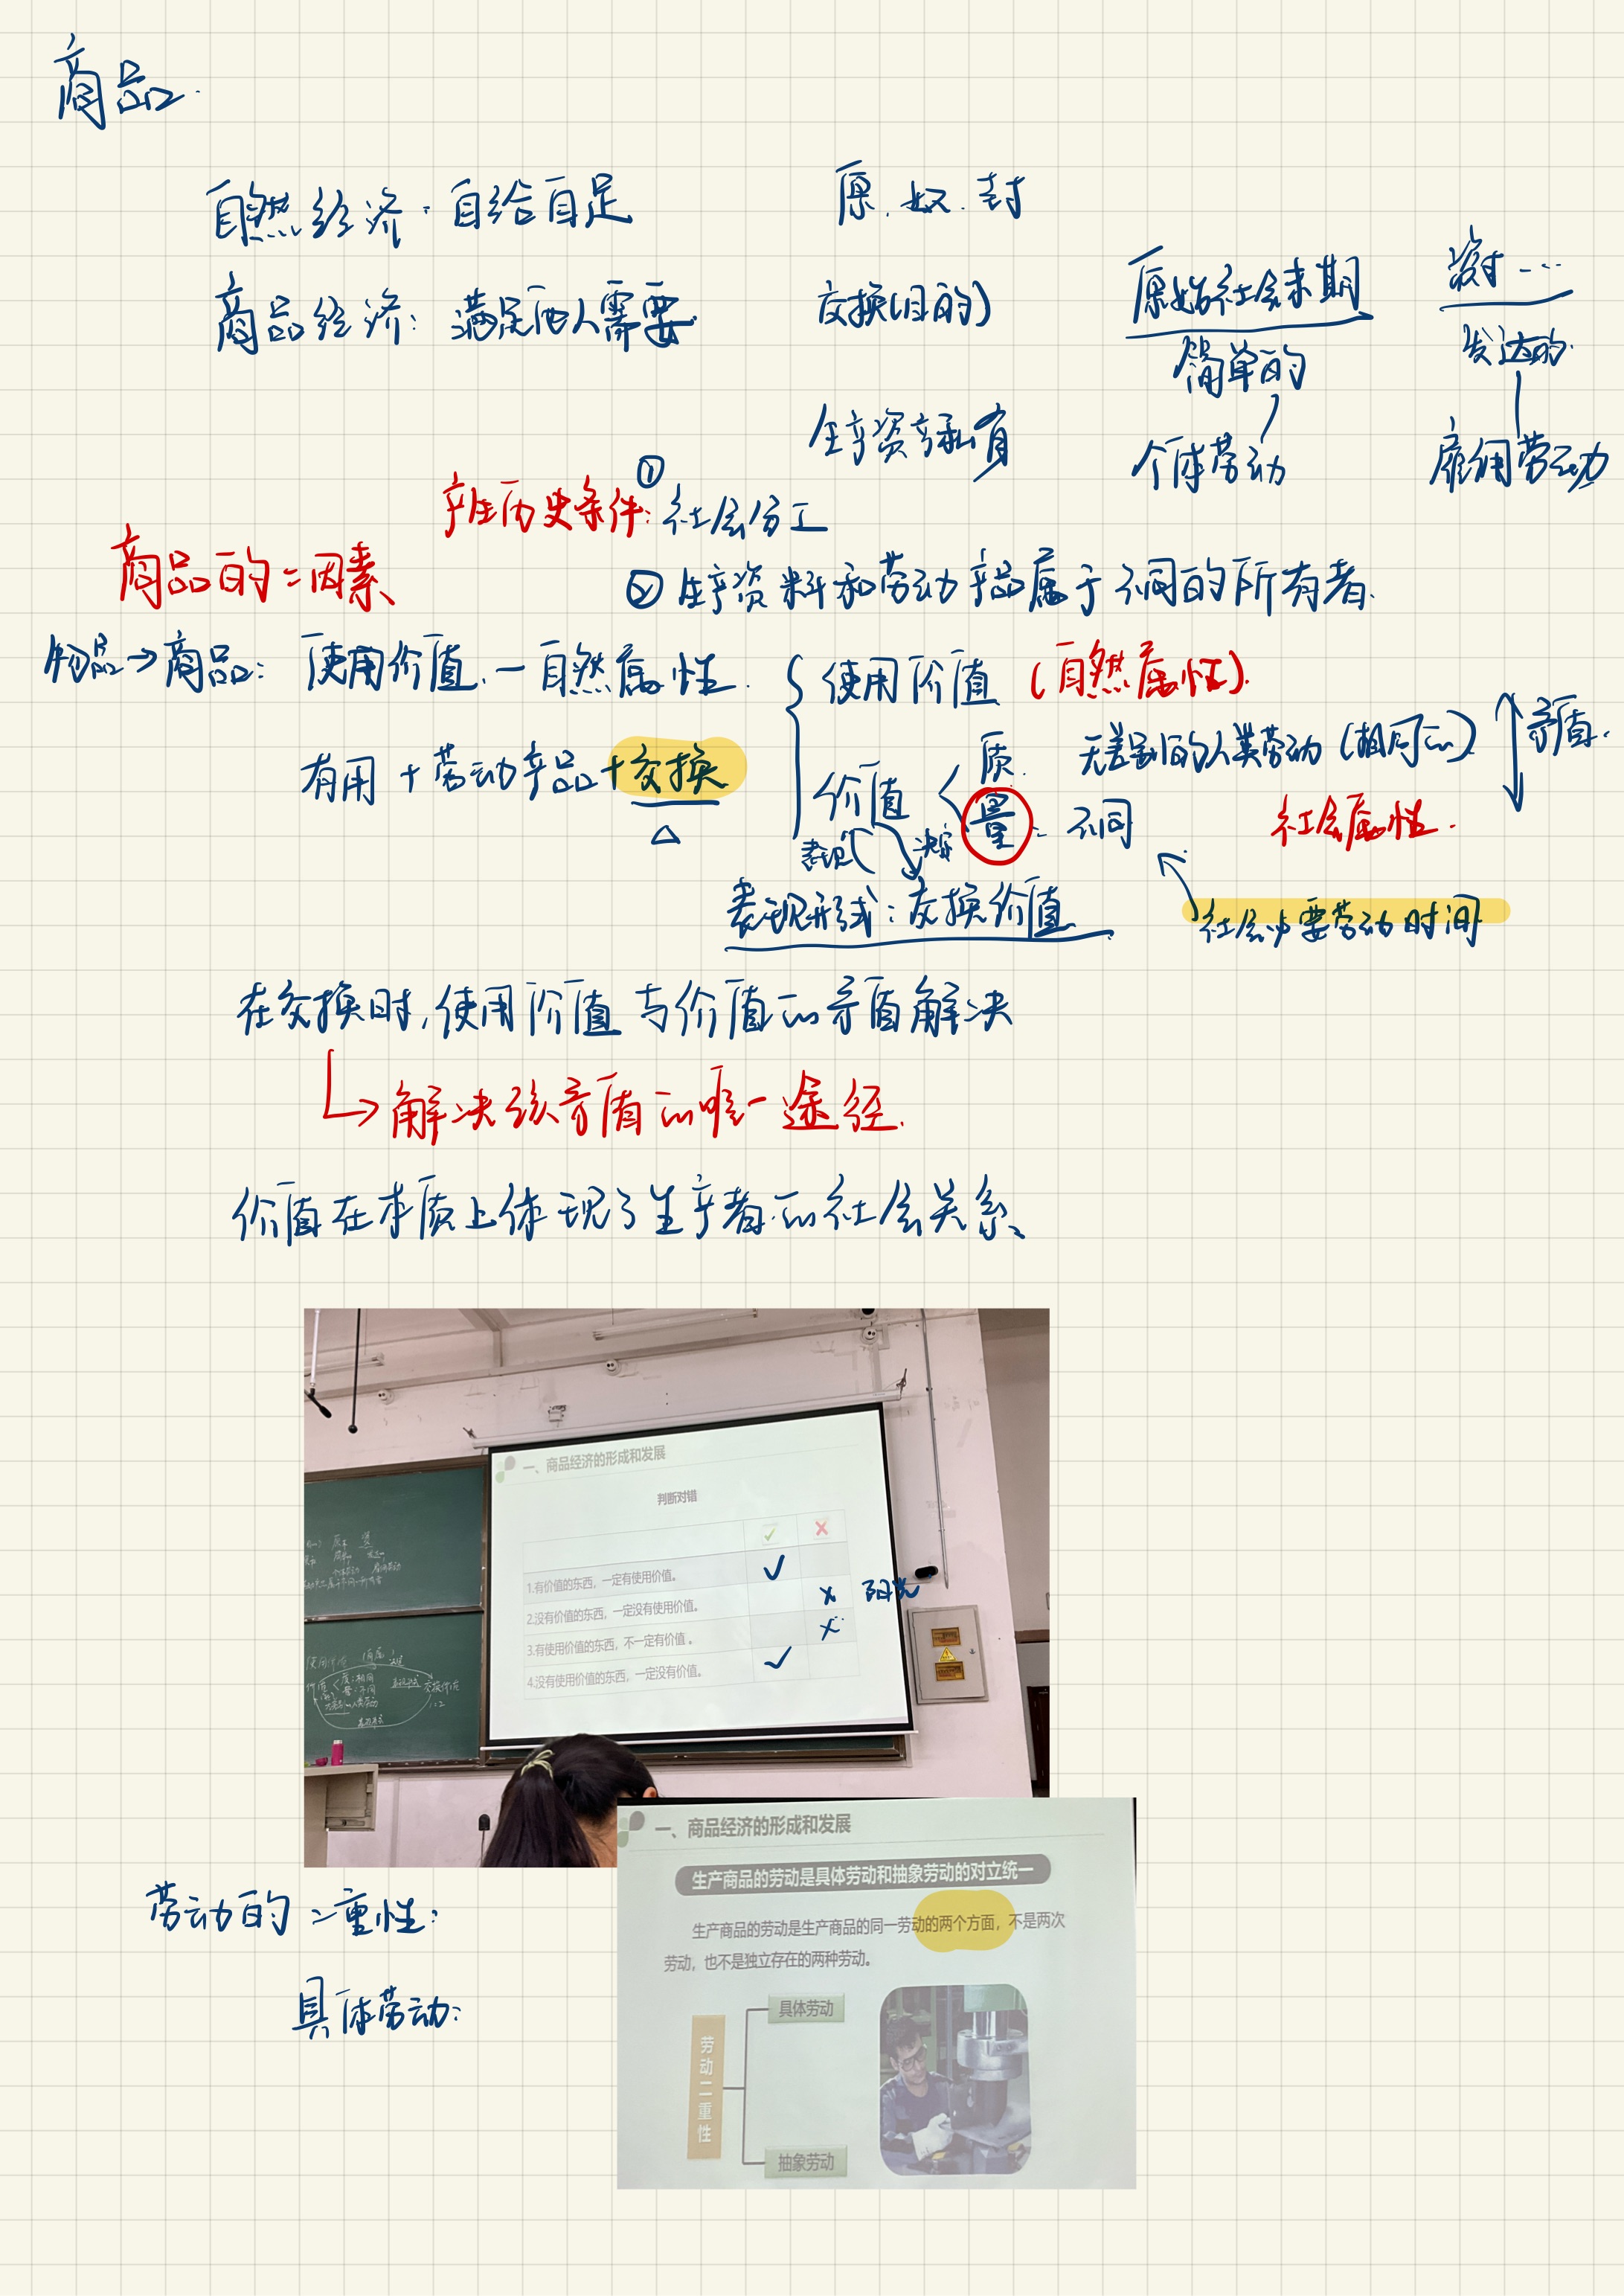 商品.
自然经济: 自给自足 原.奴.封
商品经济: 满足他人需要. 交换(目的) 原始社会末期 资…
简单的 发达的.
生产资产私有 个体劳动 雇佣劳动
产生历史条件: ① 社会分工
商品的二因素
② 生产资料和劳动产品属于不同的所有者.
物品→商品: 使用价值 — 自然属性. 使用价值 (自然属性).
有用 + 劳动产品 + 交换 △
价值 质. 无差别的人类劳动 (相同的) 矛盾.
量. 不同 社会属性.
表现 决定
表现形式: 交换价值 社会必要劳动时间
在交换时,使用价值与价值的矛盾解决
↳ 解决该矛盾的唯一途径.
价值在本质上体现了生产者的社会关系
一、商品经济的形成和发展
判断对错
✓ ✗
1.有价值的东西，一定有使用价值。 ✓
2.没有价值的东西，一定没有使用价值。 × 阳光
3.有使用价值的东西，不一定有价值。 ×
4.没有使用价值的东西，一定没有价值。 ✓
一、商品经济的形成和发展
生产商品的劳动是具体劳动和抽象劳动的对立统一
生产商品的劳动是生产商品的同一劳动的两个方面，不是两次
劳动，也不是独立存在的两种劳动。
劳动二重性
具体劳动
抽象劳动
劳动的二重性:
具体劳动: